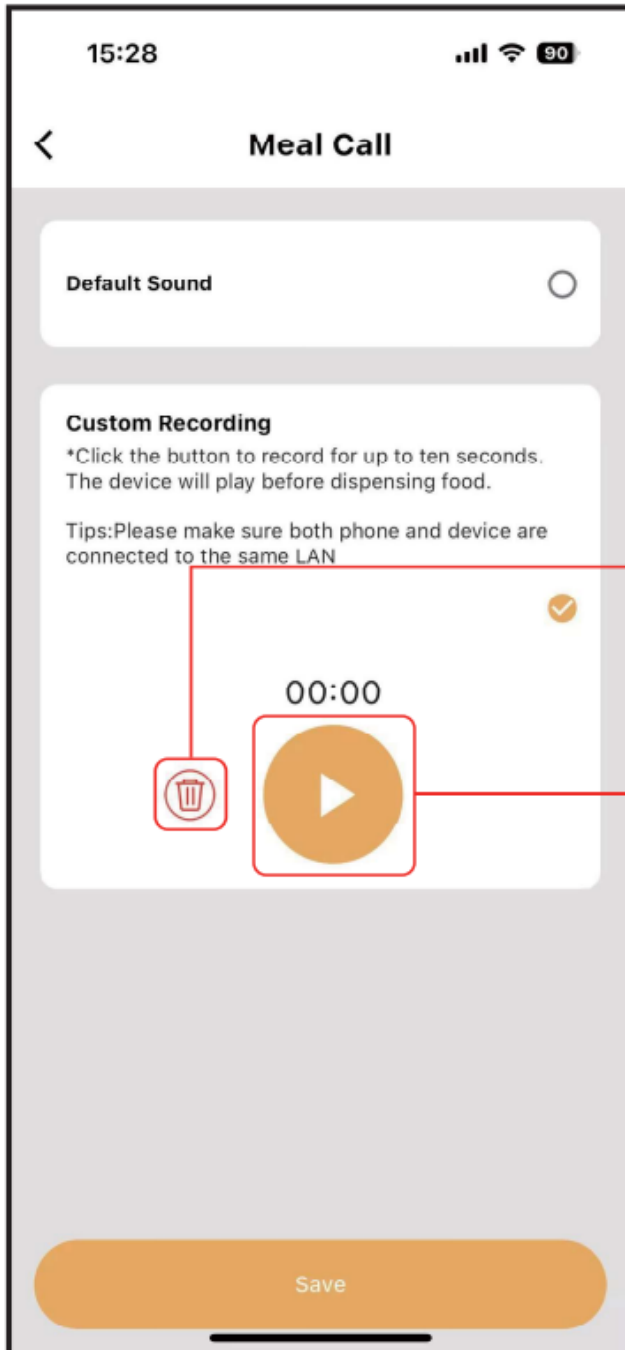 15:28
90
Meal Call
Default Sound
Custom Recording
*Click the button to record for up to ten seconds.
The device will play before dispensing food.
Tips:Please make sure both phone and device are
connected to the same LAN
00:00
Save